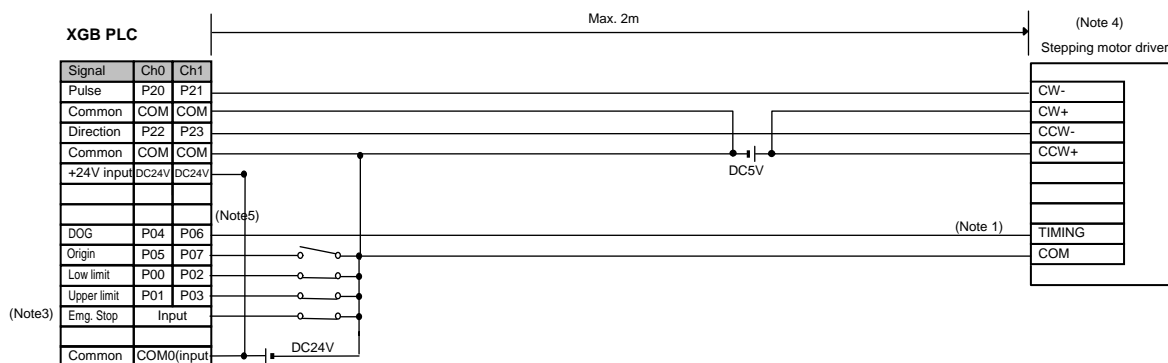 Max. 2m
(Note 4)
XGB PLC
Stepping motor driver
Signal Ch0 Ch1
Pulse P20 P21
CW-
Common COM COM
CW+
Direction P22 P23
CCW-
Common COM COM
CCW+
+24V input DC24V DC24V
DC5V
(Note5)
DOG P04 P06
(Note 1)
TIMING
Origin P05 P07
COM
Low limit P00 P02
Upper limit P01 P03
(Note3)
Emg. Stop Input
DC24V
Common COM0(input